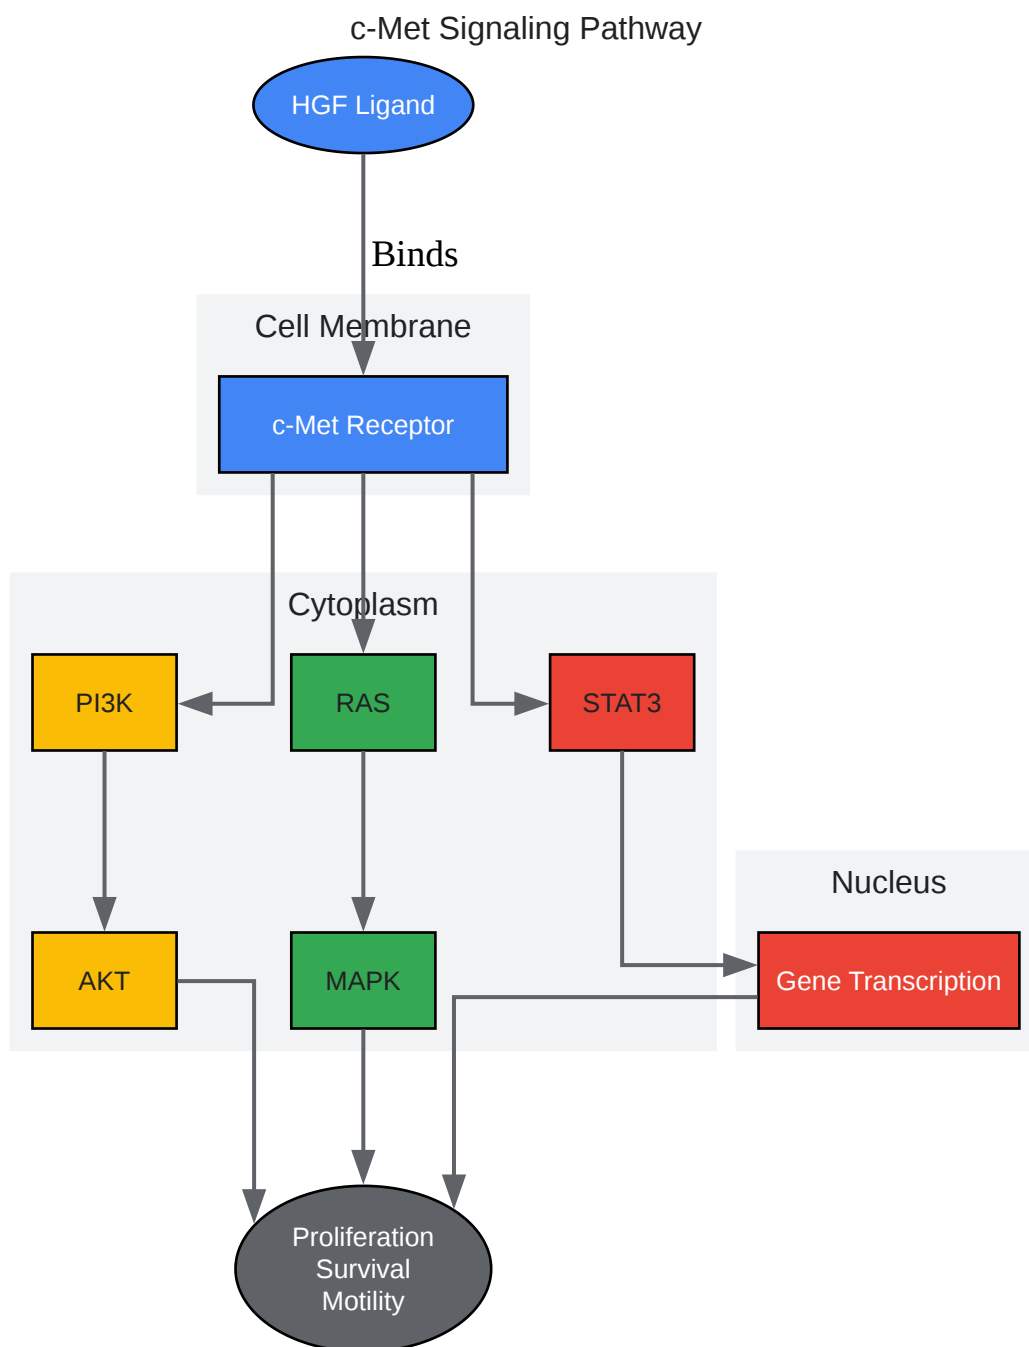 c-Met Signaling Pathway
HGF Ligand
Binds
Cell Membrane
c-Met Receptor
Cytoplasm
PI3K
RAS
STAT3
Nucleus
AKT
MAPK
Gene Transcription
Proliferation
Survival
Motility